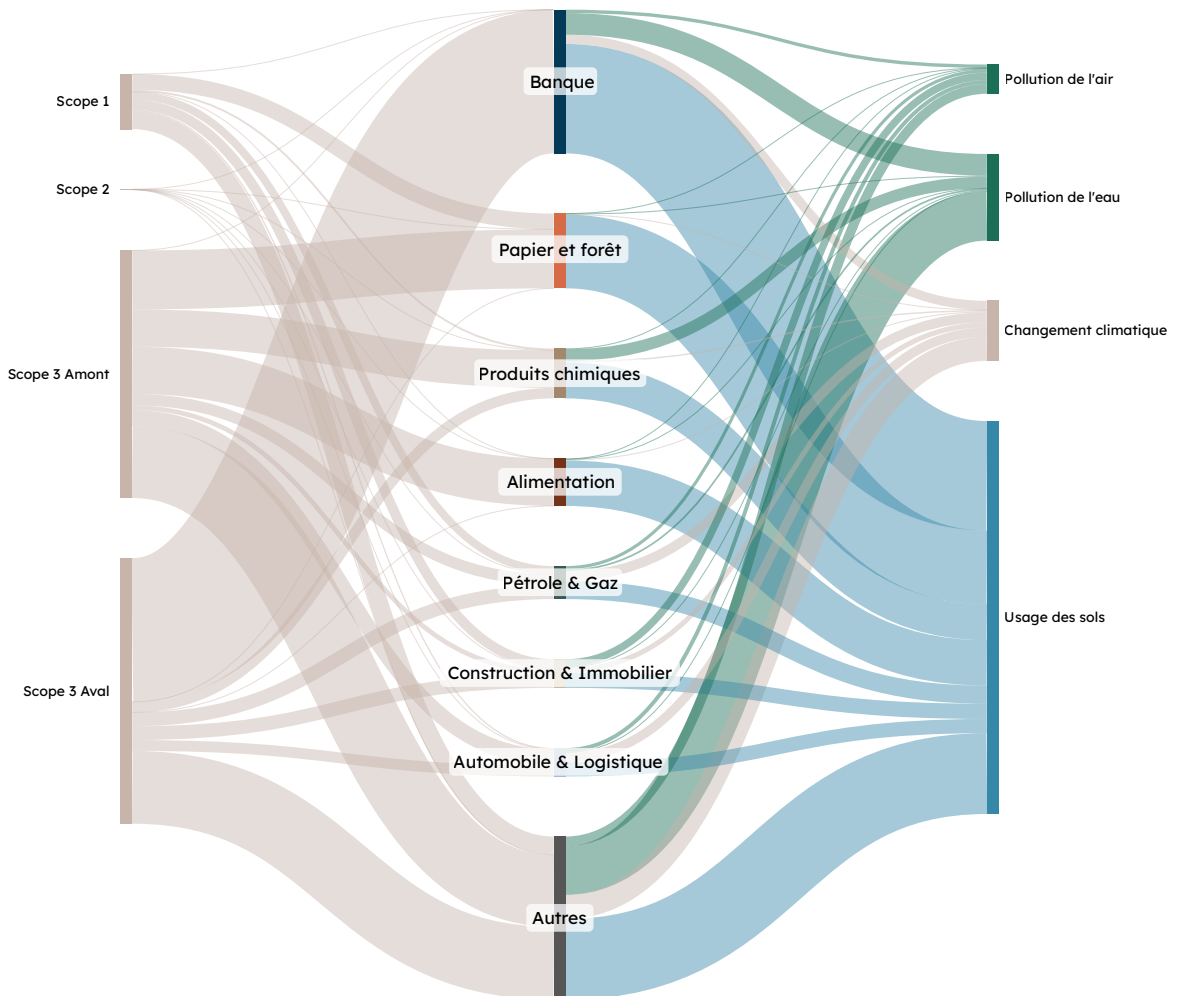 Scope 1
Scope 2
Scope 3 Amont
Scope 3 Aval
Banque
Papier et forêt
Produits chimiques
Alimentation
Pétrole & Gaz
Construction & Immobilier
Automobile & Logistique
Autres
Pollution de l'air
Pollution de l'eau
Changement climatique
Usage des sols